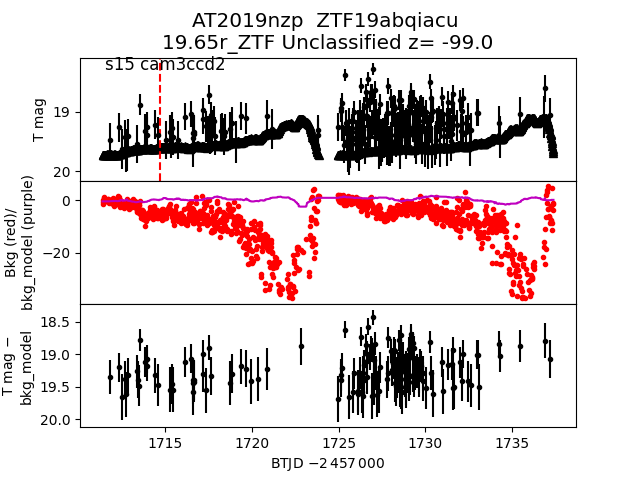 AT2019nzp  ZTF19abqiacu
19.65r_ZTF Unclassified z= -99.0
s15 cam3ccd2
T mag
19
20
Bkg (red)/
bkg_model (purple)
0
−20
T mag −
bkg_model
18.5
19.0
19.5
20.0
1715
1720
1725
1730
1735
BTJD −2 457 000